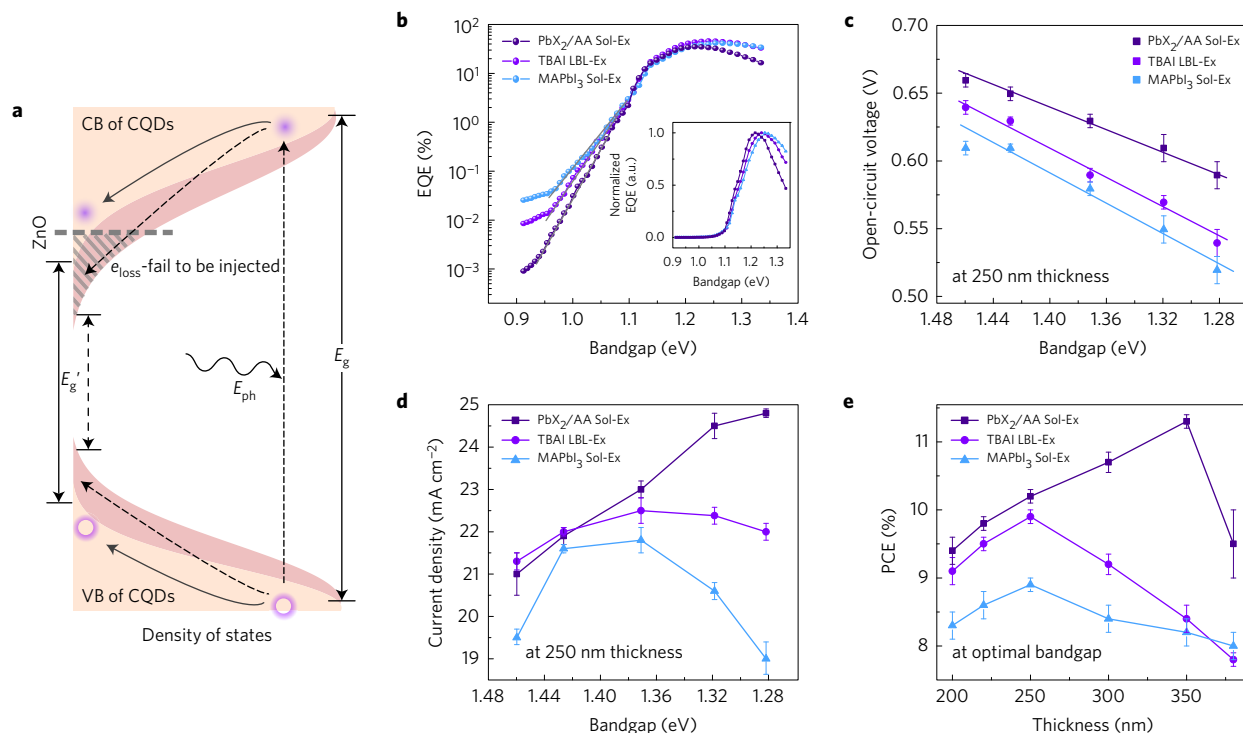 a
CB of CQDs
ZnO
e_loss-fail to be injected
E_g'
E_ph
E_g
VB of CQDs
Density of states
b
PbX₂/AA Sol-Ex
TBAI LBL-Ex
MAPbI₃ Sol-Ex
EQE (%)
10²
10¹
10⁰
10⁻¹
10⁻²
10⁻³
0.9 1.0 1.1 1.2 1.3 1.4
Bandgap (eV)
Normalized
EQE (a.u.)
1.0
0.5
0.0
0.9 1.0 1.1 1.2 1.3
Bandgap (eV)
c
PbX₂/AA Sol-Ex
TBAI LBL-Ex
MAPbI₃ Sol-Ex
Open-circuit voltage (V)
0.70
0.65
0.60
0.55
0.50
at 250 nm thickness
1.48 1.44 1.40 1.36 1.32 1.28
Bandgap (eV)
d
PbX₂/AA Sol-Ex
TBAI LBL-Ex
MAPbI₃ Sol-Ex
Current density (mA cm⁻²)
25
24
23
22
21
20
19
at 250 nm thickness
1.48 1.44 1.40 1.36 1.32 1.28
Bandgap (eV)
e
PbX₂/AA Sol-Ex
TBAI LBL-Ex
MAPbI₃ Sol-Ex
PCE (%)
11
10
9
8
at optimal bandgap
200 250 300 350
Thickness (nm)